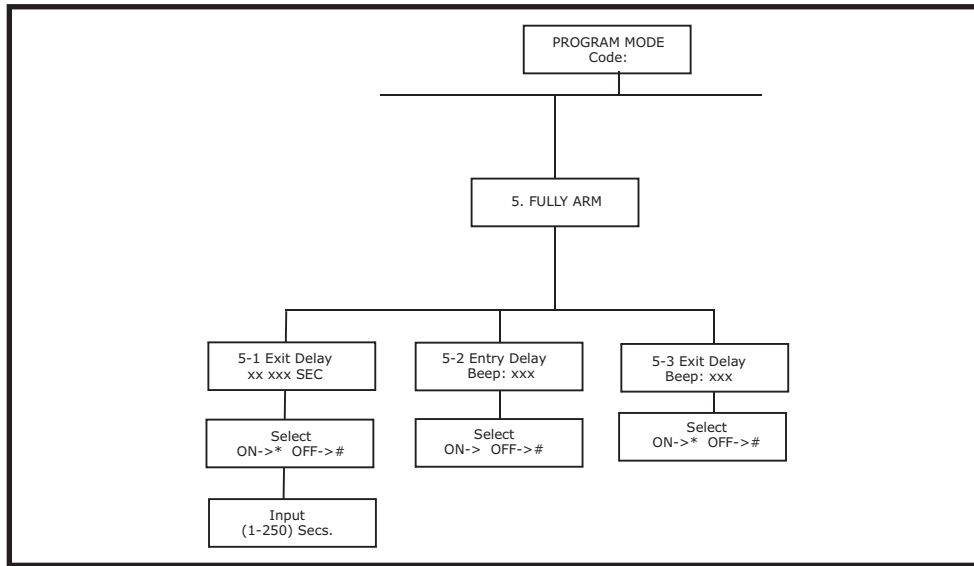 PROGRAM MODE
Code:
5. FULLY ARM
5-1 Exit Delay
xx xxx SEC
5-2 Entry Delay
Beep: xxx
5-3 Exit Delay
Beep: xxx
Select
ON->* OFF->#
Select
ON-> OFF->#
Select
ON->* OFF->#
Input
(1-250) Secs.